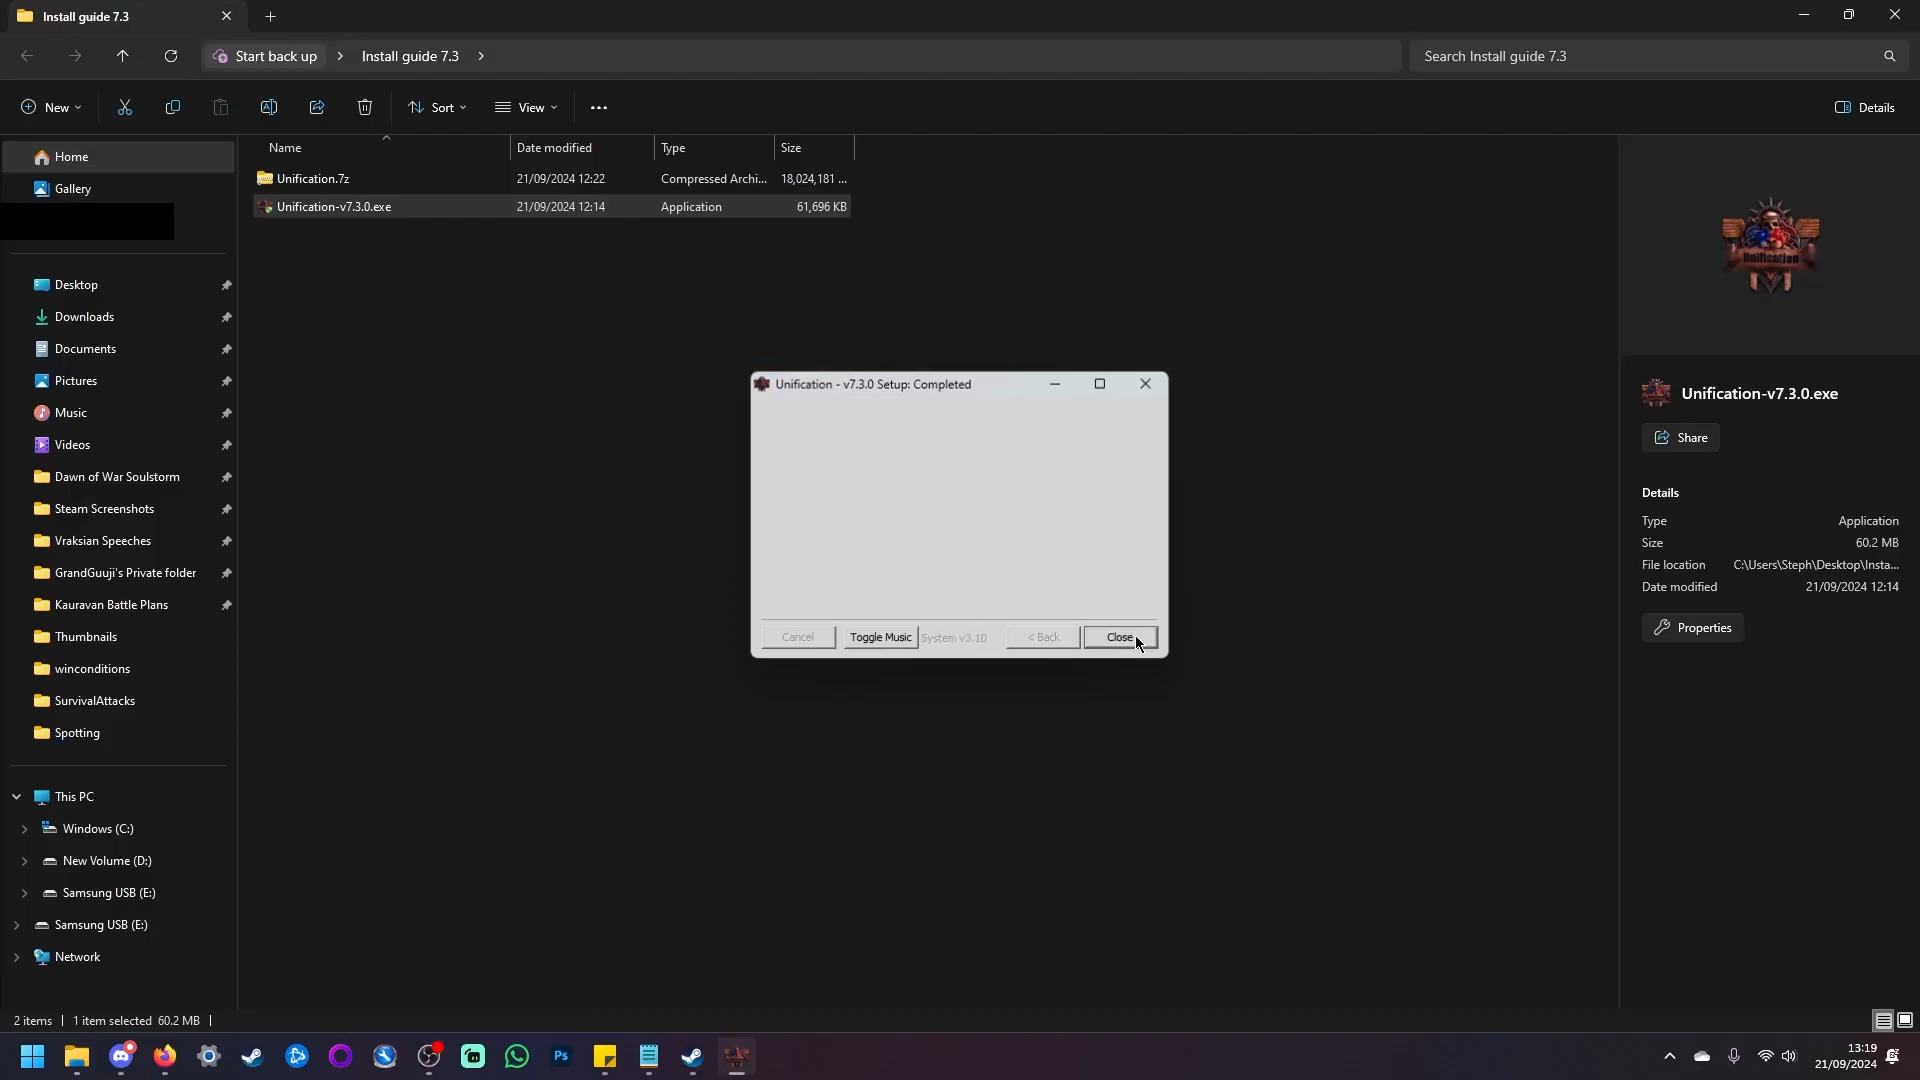 Install guide 7.3
Start back up
Install guide 7.3
Search Install guide 7.3
New
Sort
View
Details
Home
Gallery
Desktop
Downloads
Documents
Pictures
Music
Videos
Dawn of War Soulstorm
Steam Screenshots
Vraksian Speeches
GrandGuuji's Private folder
Kauravan Battle Plans
Thumbnails
winconditions
SurvivalAttacks
Spotting
This PC
Windows (C:)
New Volume (D:)
Samsung USB (E:)
Samsung USB (E:)
Network
Name Date modified Type Size
Unification.7z 21/09/2024 12:22 Compressed Archi... 18,024,181 ...
Unification-v7.3.0.exe 21/09/2024 12:14 Application 61,696 KB
Unification - v7.3.0 Setup: Completed
Cancel Toggle Music System v3.10 < Back Close
Unification
Unification-v7.3.0.exe
Share
Details
Type Application
Size 60.2 MB
File location C:\Users\Steph\Desktop\Insta...
Date modified 21/09/2024 12:14
Properties
2 items 1 item selected 60.2 MB
Ps
13:19
21/09/2024